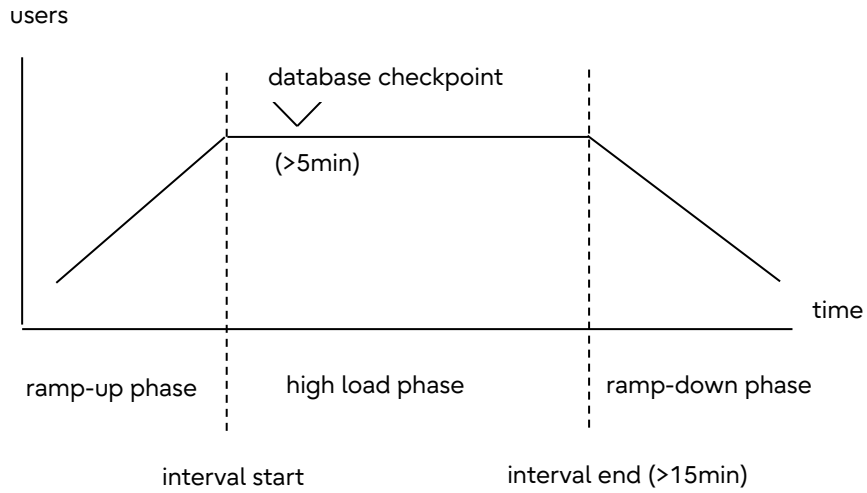 users
database checkpoint
(>5min)
time
ramp-up phase
high load phase
ramp-down phase
interval start
interval end (>15min)